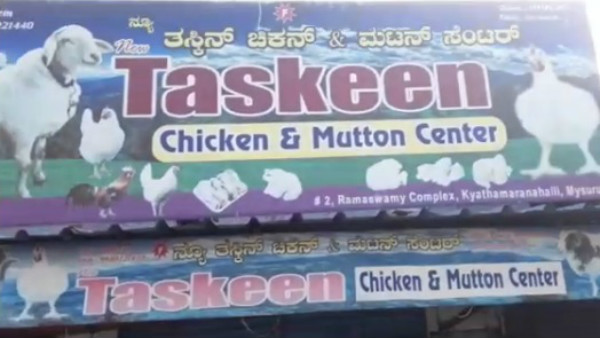 221440
ನ್ಯೂ ತಸ್ಕಿನ್ ಚಿಕನ್ & ಮಟನ್ ಸೆಂಟರ್
New
Taskeen
Chicken & Mutton Center
# 2, Ramaswamy Complex, Kyathamaranahalli, Mysuru
ನ್ಯೂ ತಸ್ಕಿನ್ ಚಿಕನ್ & ಮಟನ್ ಸೆಂಟರ್
Taskeen Chicken & Mutton Center